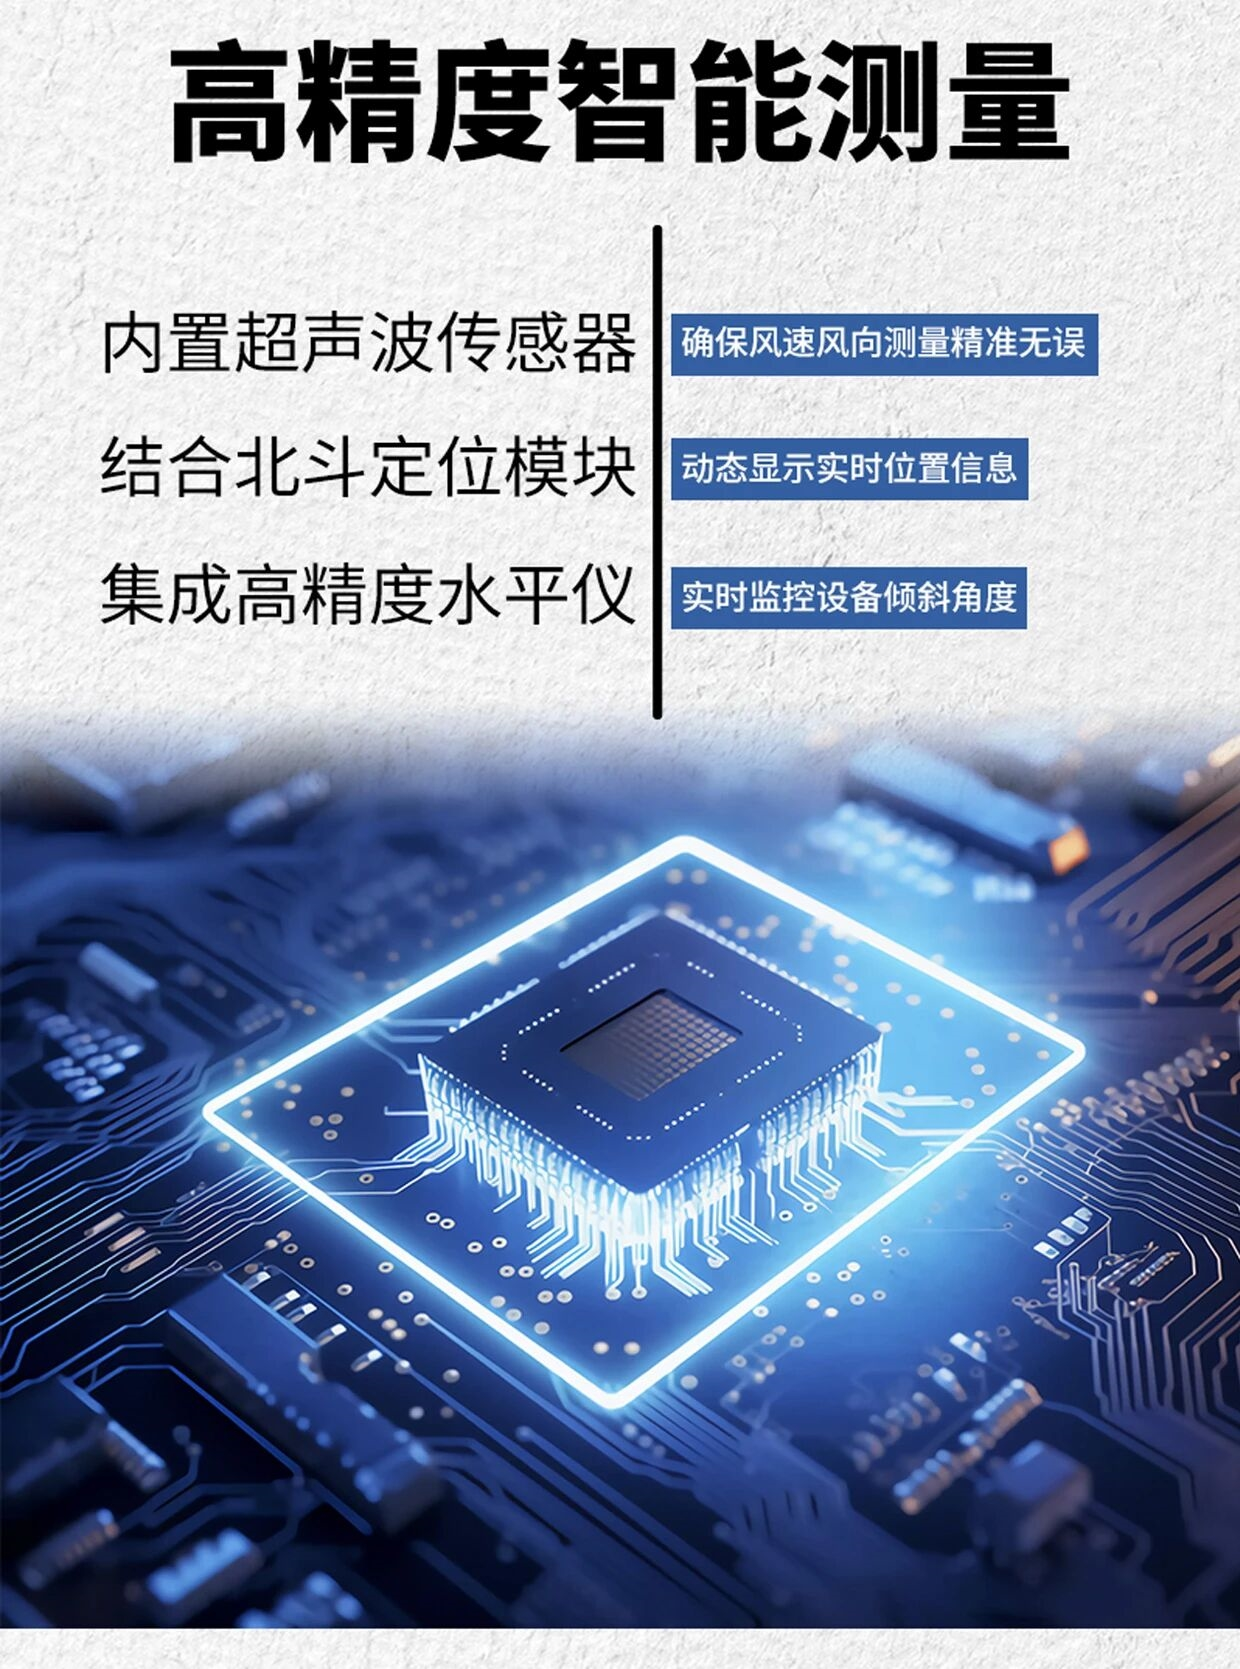 高精度智能测量
内置超声波传感器
确保风速风向测量精准无误
结合北斗定位模块
动态显示实时位置信息
集成高精度水平仪
实时监控设备倾斜角度